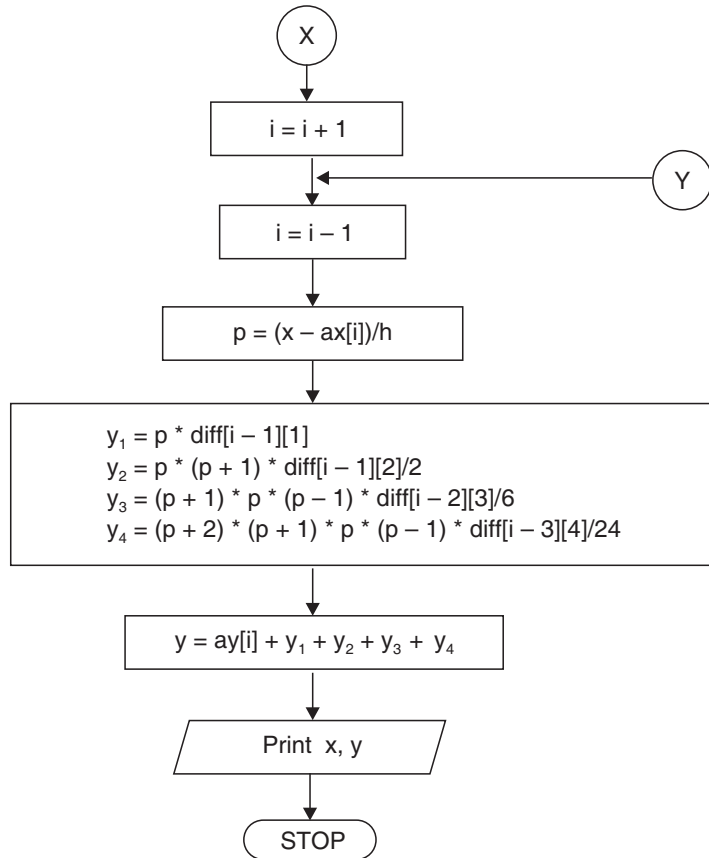 X
i = i + 1
Y
i = i – 1
p = (x – ax[i])/h
y₁ = p * diff[i – 1][1]
y₂ = p * (p + 1) * diff[i – 1][2]/2
y₃ = (p + 1) * p * (p – 1) * diff[i – 2][3]/6
y₄ = (p + 2) * (p + 1) * p * (p – 1) * diff[i – 3][4]/24
y = ay[i] + y₁ + y₂ + y₃ + y₄
Print x, y
STOP